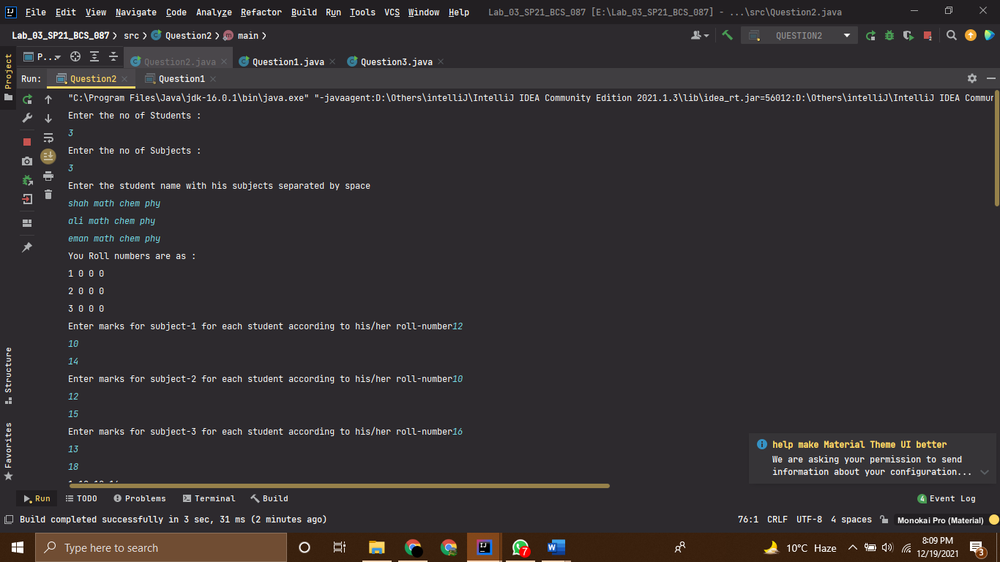 File Edit View Navigate Code Analyze Refactor Build Run Tools VCS Window Help Lab_03_SP21_BCS_087 [E:\Lab_03_SP21_BCS_087] - ...\src\Question2.java
Lab_03_SP21_BCS_087 src Question2 main QUESTION2
Project
P... Question2.java Question1.java Question3.java
Run: Question2 Question1
"C:\Program Files\Java\jdk-16.0.1\bin\java.exe" "-javaagent:D:\Others\intelliJ\IntelliJ IDEA Community Edition 2021.1.3\lib\idea_rt.jar=56012:D:\Others\intelliJ\IntelliJ IDEA Commun
Enter the no of Students :
3
Enter the no of Subjects :
3
Enter the student name with his subjects separated by space
shah math chem phy
ali math chem phy
eman math chem phy
You Roll numbers are as :
1 0 0 0
2 0 0 0
3 0 0 0
Enter marks for subject-1 for each student according to his/her roll-number12
10
14
Enter marks for subject-2 for each student according to his/her roll-number10
12
15
Enter marks for subject-3 for each student according to his/her roll-number16
13
18
Structure
Favorites
help make Material Theme UI better
We are asking your permission to send
information about your configuration...
Run TODO Problems Terminal Build 4 Event Log
Build completed successfully in 3 sec, 31 ms (2 minutes ago) 76:1 CRLF UTF-8 4 spaces Monokai Pro (Material)
Type here to search 7 10°C Haze 8:09 PM
12/19/2021 3